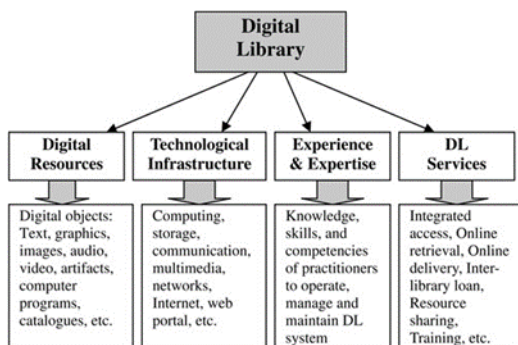 Digital
Library
Digital
Resources
Technological
Infrastructure
Experience
& Expertise
DL
Services
Digital objects:
Text, graphics,
images, audio,
video, artifacts,
computer
programs,
catalogues, etc.
Computing,
storage,
communication,
multimedia,
networks,
Internet, web
portal, etc.
Knowledge,
skills, and
competencies
of practitioners
to operate,
manage and
maintain DL
system
Integrated
access, Online
retrieval, Online
delivery, Inter-
library loan,
Resource
sharing,
Training, etc.